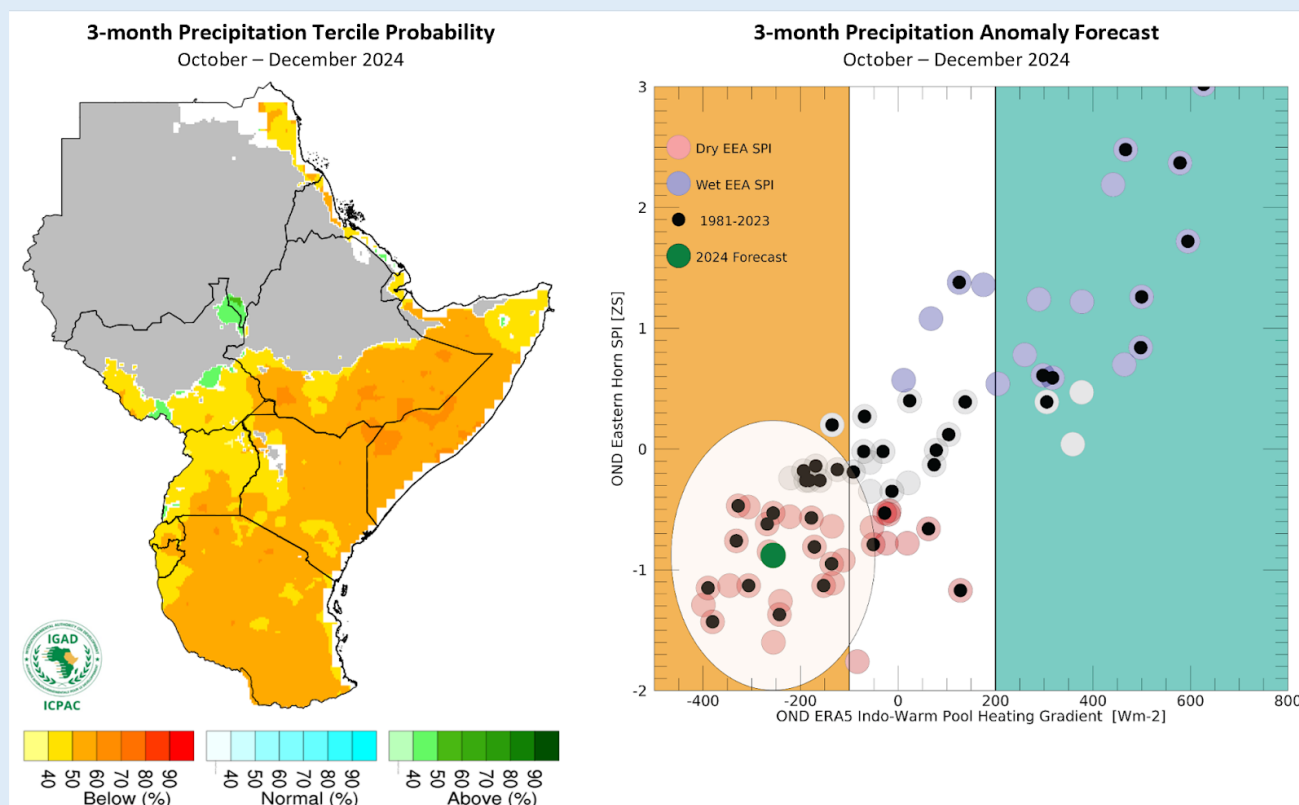 3-month Precipitation Tercile Probability
October – December 2024
IGAD
ICPAC
40 50 60 70 80 90
Below (%)
40 50 60 70 80 90
Normal (%)
40 50 60 70 80 90
Above (%)
3-month Precipitation Anomaly Forecast
October – December 2024
Dry EEA SPI
Wet EEA SPI
1981-2023
2024 Forecast
OND Eastern Horn SPI [ZS]
3
2
1
0
-1
-2
-400 -200 0 200 400 600 800
OND ERA5 Indo-Warm Pool Heating Gradient [Wm-2]